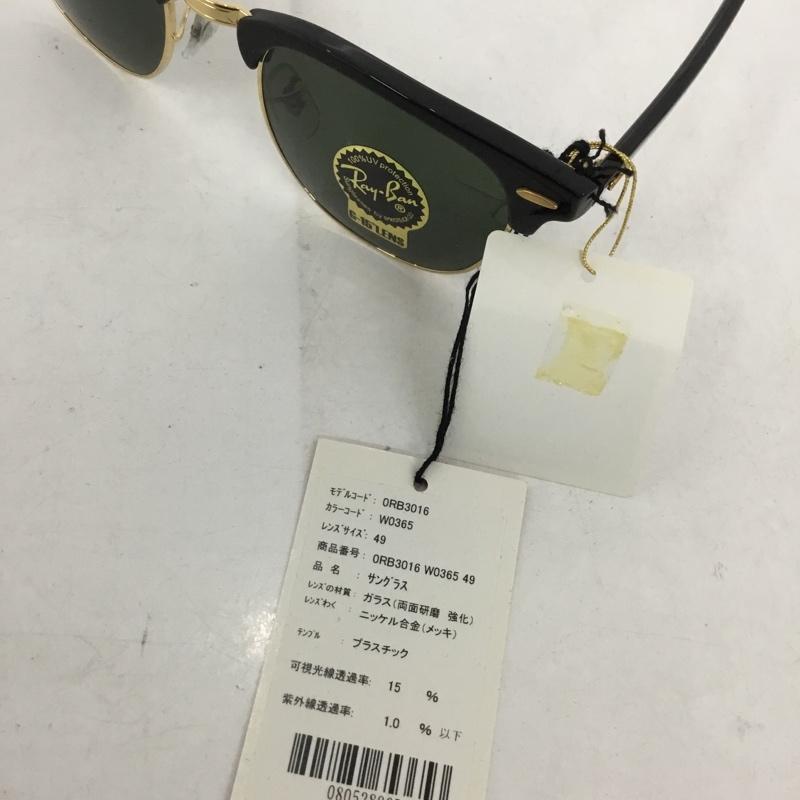 100%UV protection
Ray-Ban
®
G-15 LENS
ﾓﾃﾞﾙｺｰﾄﾞ: 0RB3016
ｶﾗｰｺｰﾄﾞ: W0365
ﾚﾝｽﾞｻｲｽﾞ: 49
商品番号: 0RB3016 W0365 49
品 名 : サングラス
ﾚﾝｽﾞの材質: ガラス(両面研磨 強化)
ﾚﾝｽﾞわく : ニッケル合金(メッキ)
ﾃﾝﾌﾟﾙ : プラスチック
可視光線透過率: 15 %
紫外線透過率: 1.0 % 以下